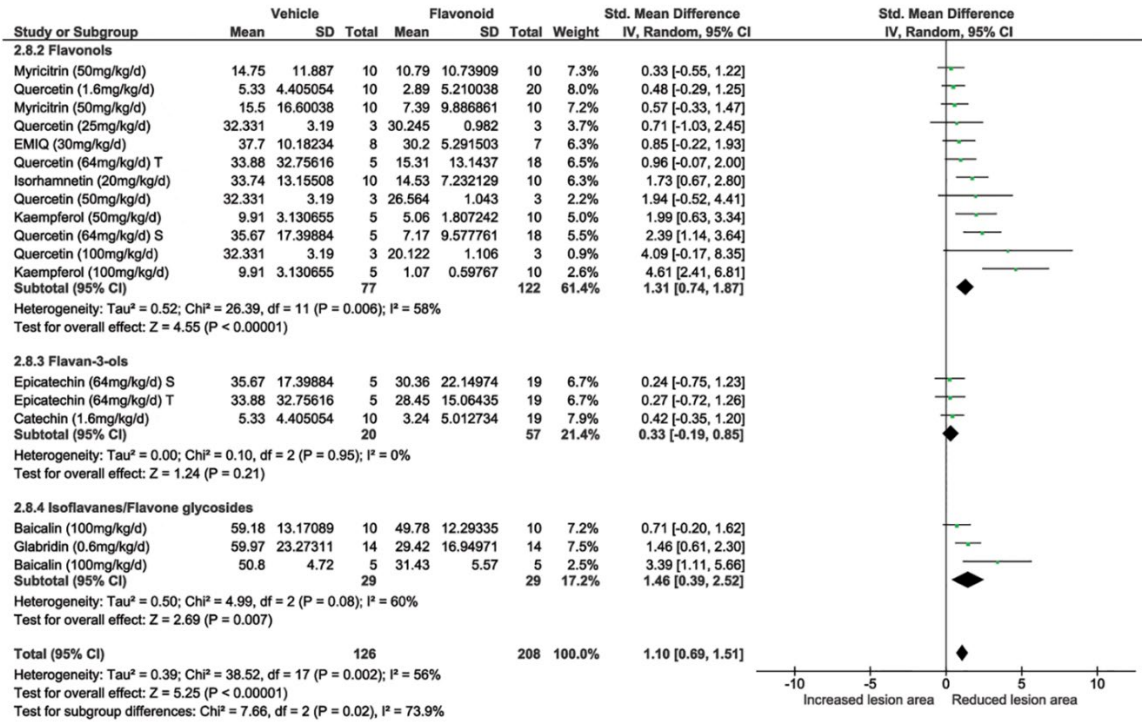 Vehicle Flavonoid Std. Mean Difference Std. Mean Difference
Study or Subgroup Mean SD Total Mean SD Total Weight IV, Random, 95% CI IV, Random, 95% CI
2.8.2 Flavonols
Myricitrin (50mg/kg/d) 14.75 11.887 10 10.79 10.73909 10 7.3% 0.33 [-0.55, 1.22]
Quercetin (1.6mg/kg/d) 5.33 4.405054 10 2.89 5.210038 20 8.0% 0.48 [-0.29, 1.25]
Myricitrin (50mg/kg/d) 15.5 16.60038 10 7.39 9.886861 10 7.2% 0.57 [-0.33, 1.47]
Quercetin (25mg/kg/d) 32.331 3.19 3 30.245 0.982 3 3.7% 0.71 [-1.03, 2.45]
EMIQ (30mg/kg/d) 37.7 10.18234 8 30.2 5.291503 7 6.3% 0.85 [-0.22, 1.93]
Quercetin (64mg/kg/d) T 33.88 32.75616 5 15.31 13.1437 18 6.5% 0.96 [-0.07, 2.00]
Isorhamnetin (20mg/kg/d) 33.74 13.15508 10 14.53 7.232129 10 6.3% 1.73 [0.67, 2.80]
Quercetin (50mg/kg/d) 32.331 3.19 3 26.564 1.043 3 2.2% 1.94 [-0.52, 4.41]
Kaempferol (50mg/kg/d) 9.91 3.130655 5 5.06 1.807242 10 5.1% 1.99 [0.63, 3.34]
Quercetin (64mg/kg/d) S 35.67 17.39884 5 7.17 9.577761 18 5.5% 2.39 [1.14, 3.64]
Quercetin (100mg/kg/d) 32.331 3.19 3 20.122 1.106 3 0.9% 4.09 [-0.17, 8.35]
Kaempferol (100mg/kg/d) 9.91 3.130655 5 1.07 0.59767 10 2.6% 4.61 [2.41, 6.81]
Subtotal (95% CI) 77 122 61.4% 1.31 [0.74, 1.87]
Heterogeneity: Tau² = 0.52; Chi² = 26.39, df = 11 (P = 0.006); I² = 58%
Test for overall effect: Z = 4.55 (P < 0.00001)
2.8.3 Flavan-3-ols
Epicatechin (64mg/kg/d) S 35.67 17.39884 5 30.36 22.14974 19 6.7% 0.24 [-0.75, 1.23]
Epicatechin (64mg/kg/d) T 33.88 32.75616 5 28.45 15.06435 19 6.7% 0.27 [-0.72, 1.26]
Catechin (1.6mg/kg/d) 5.33 4.405054 10 3.24 5.012734 19 7.9% 0.42 [-0.35, 1.20]
Subtotal (95% CI) 20 57 21.4% 0.33 [-0.19, 0.85]
Heterogeneity: Tau² = 0.00; Chi² = 0.10, df = 2 (P = 0.95); I² = 0%
Test for overall effect: Z = 1.24 (P = 0.21)
2.8.4 Isoflavanes/Flavone glycosides
Baicalin (100mg/kg/d) 59.18 13.17089 10 49.78 12.29335 10 7.2% 0.71 [-0.20, 1.62]
Glabridin (0.6mg/kg/d) 59.97 23.27311 14 29.42 16.94971 14 7.5% 1.46 [0.61, 2.30]
Baicalin (100mg/kg/d) 50.8 4.72 5 31.43 5.57 5 2.5% 3.39 [1.11, 5.66]
Subtotal (95% CI) 29 29 17.2% 1.46 [0.39, 2.52]
Heterogeneity: Tau² = 0.50; Chi² = 4.99, df = 2 (P = 0.08); I² = 60%
Test for overall effect: Z = 2.69 (P = 0.007)
Total (95% CI) 126 208 100.0% 1.10 [0.69, 1.51]
Heterogeneity: Tau² = 0.39; Chi² = 38.52, df = 17 (P = 0.002); I² = 56%
Test for overall effect: Z = 5.25 (P < 0.00001)
Test for subgroup differences: Chi² = 7.66, df = 2 (P = 0.02), I² = 73.9%
-10 -5 0 5 10
Increased lesion area Reduced lesion area